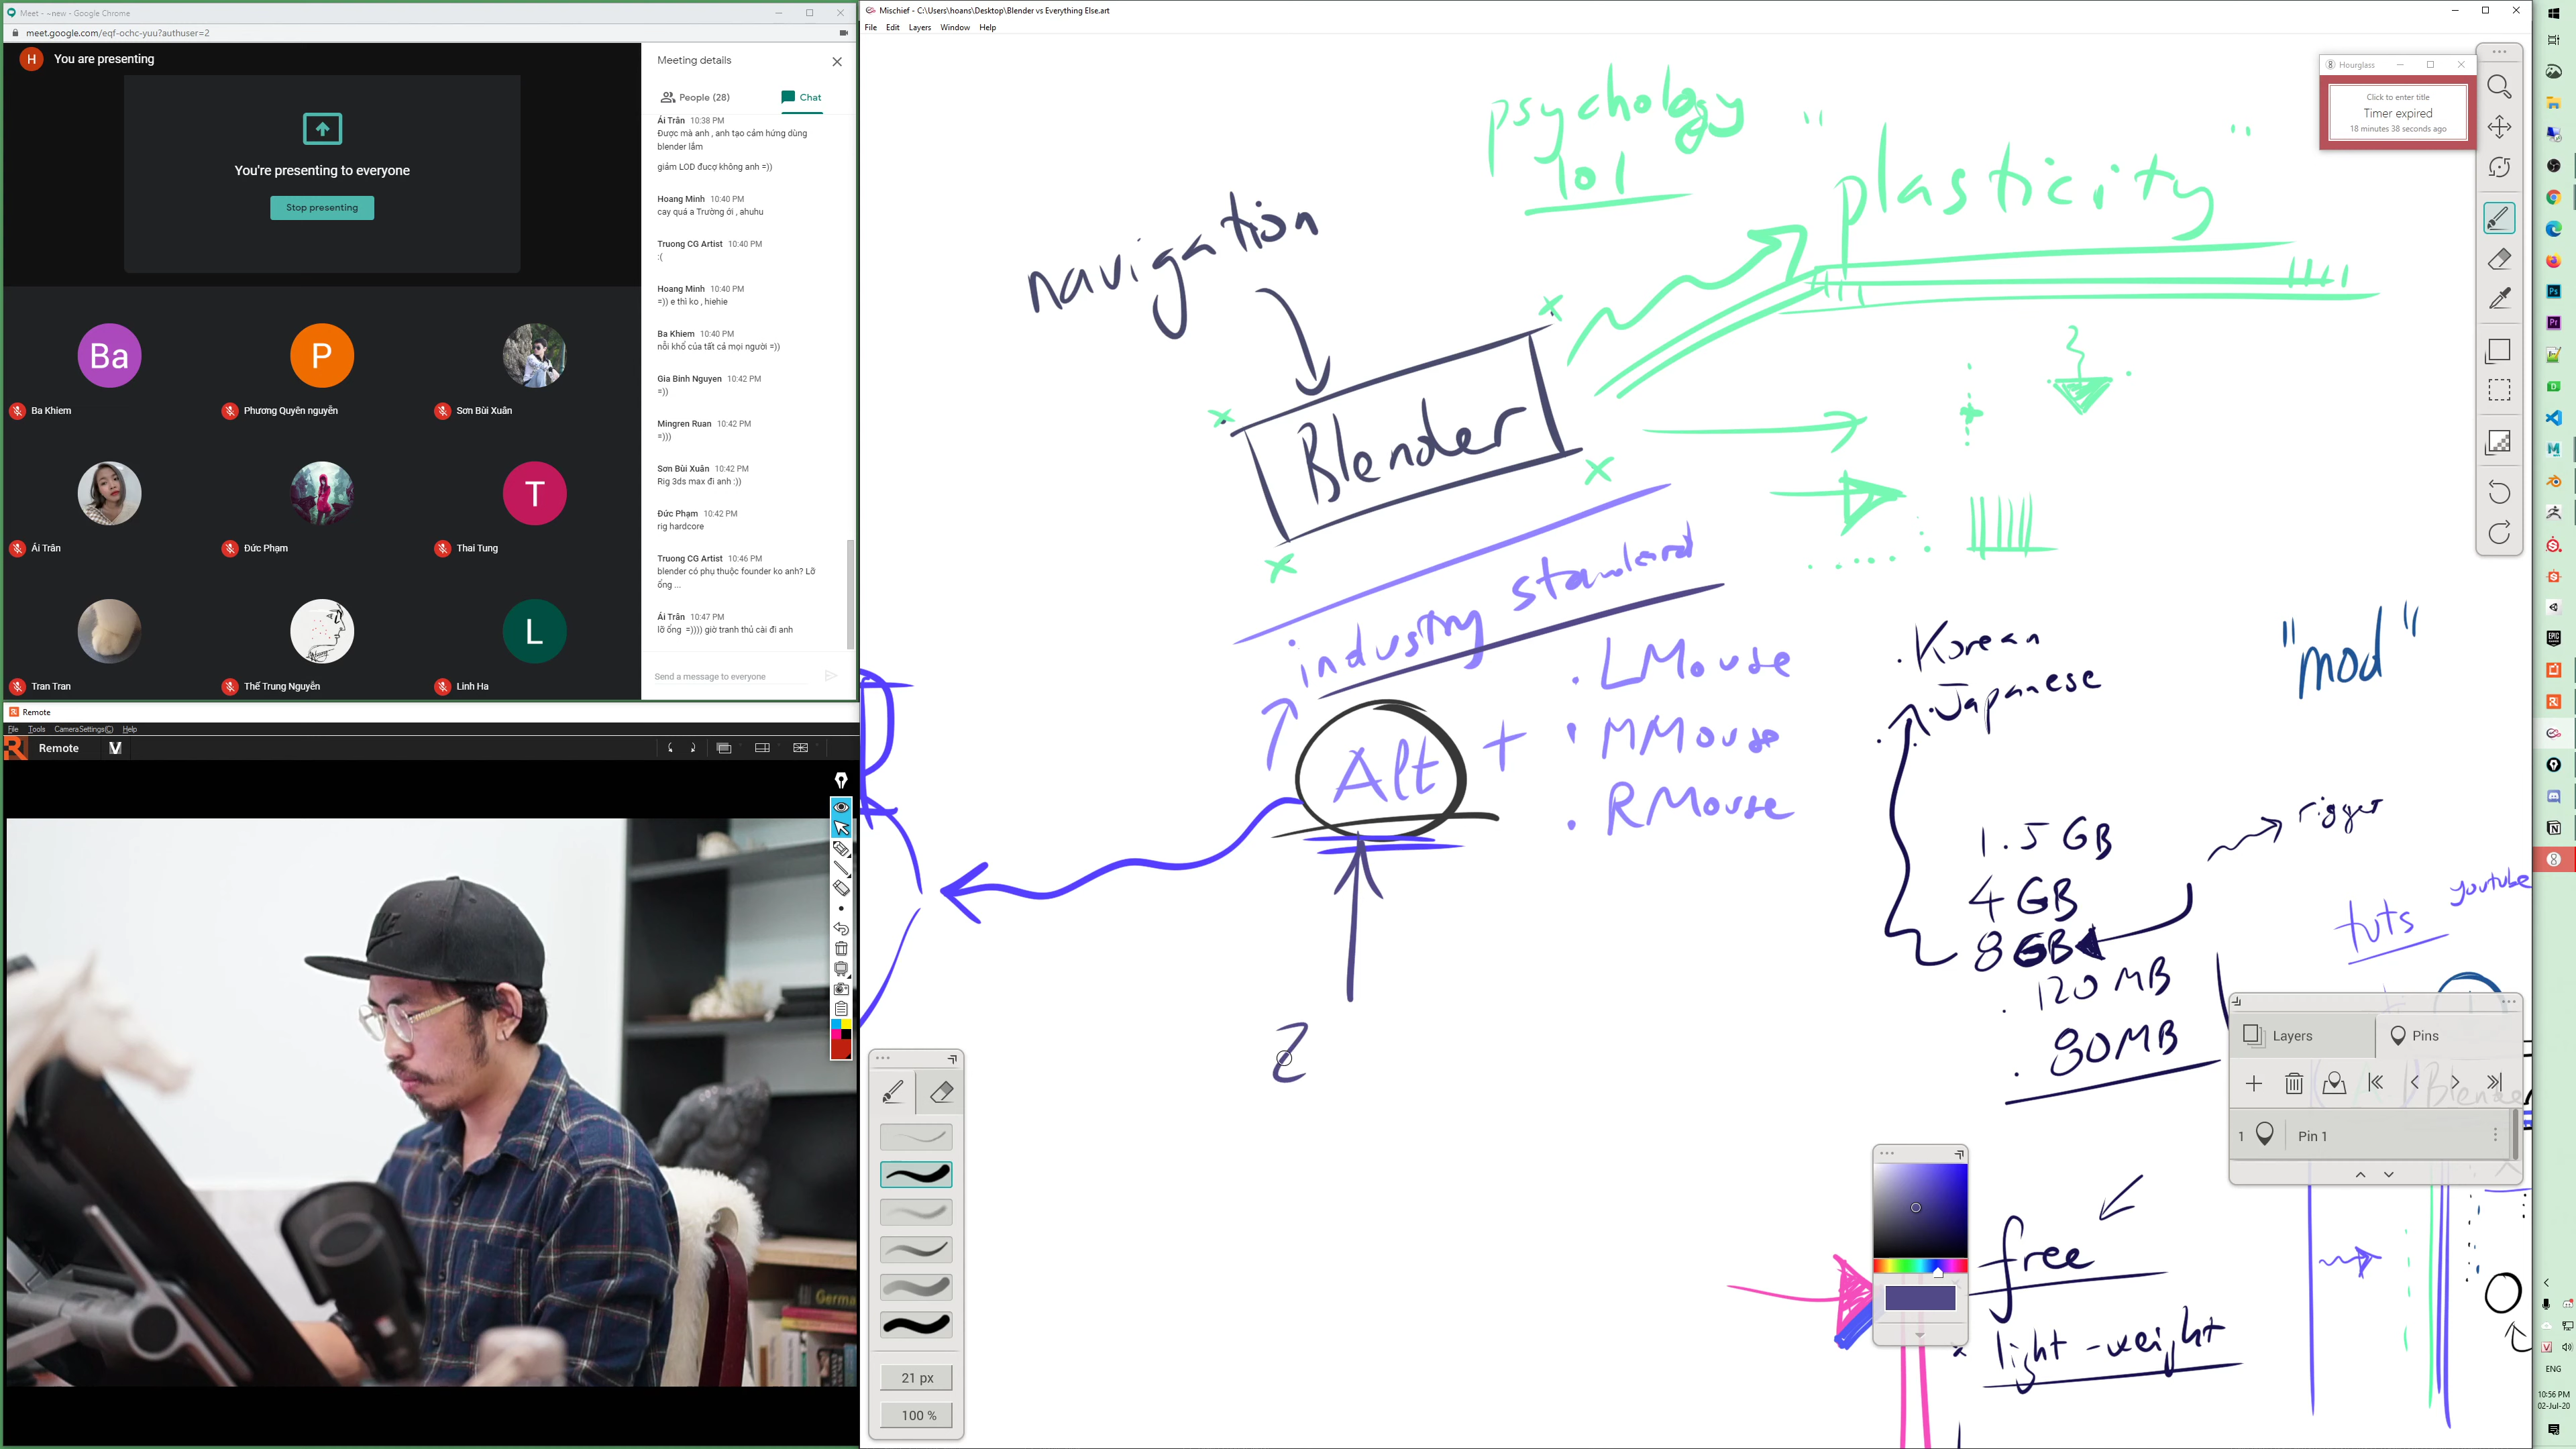 Meet - ~new - Google Chrome
meet.google.com/eqf-ochc-yuu?authuser=2
H
You are presenting
You're presenting to everyone
Stop presenting
Ba
P
Ba Khiem
Phương Quyên nguyễn
Sơn Bùi Xuân
T
Ái Trân
Đức Phạm
Thai Tung
L
Tran Tran
Thế Trung Nguyễn
Linh Ha
Meeting details
People (28)
Chat
Ái Trân 10:38 PM
Được mà anh , anh tạo cảm hứng dùng
blender lắm
giảm LOD đucợ không anh =))
Hoang Minh 10:40 PM
cay quá a Trường ới , ahuhu
Truong CG Artist 10:40 PM
:(
Hoang Minh 10:40 PM
=)) e thi ko , hiehie
Ba Khiem 10:40 PM
nỗi khổ của tất cả mọi người =))
Gia Binh Nguyen 10:42 PM
=))
Mingren Ruan 10:42 PM
=)))
Sơn Bùi Xuân 10:42 PM
Rig 3ds max đi anh :))
Đức Phạm 10:42 PM
rig hardcore
Truong CG Artist 10:46 PM
blender có phụ thuộc founder ko anh? Lỡ
ổng ...
Ái Trân 10:47 PM
lỡ ổng =)))) giờ tranh thủ cài đi anh
Send a message to everyone
Remote
File Tools CameraSettings(C) Help
Remote
Germa
Mischief - C:\Users\hoans\Desktop\Blender vs Everything Else.art
File Edit Layers Window Help
Hourglass
Click to enter title
Timer expired
18 minutes 38 seconds ago
psychology
101
"plasticity"
navigation
Blender
industry standard
Alt +
. LMouse
. MMouse
. RMouse
. Korean
. Japanese
"mod"
1.5 GB
4 GB
8 GB
. 120 MB
. 80MB
rigger
tuts
youtube
2
free
light-weight
Layers
Pins
Blender
1
Pin 1
21 px
100 %
ENG
10:56 PM
02-Jul-20